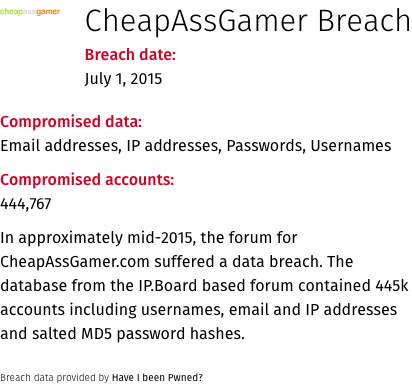 cheapassgamer
CheapAssGamer Breach
Breach date:
July 1, 2015
Compromised data:
Email addresses, IP addresses, Passwords, Usernames
Compromised accounts:
444,767
In approximately mid-2015, the forum for
CheapAssGamer.com suffered a data breach. The
database from the IP.Board based forum contained 445k
accounts including usernames, email and IP addresses
and salted MD5 password hashes.
Breach data provided by Have I been Pwned?